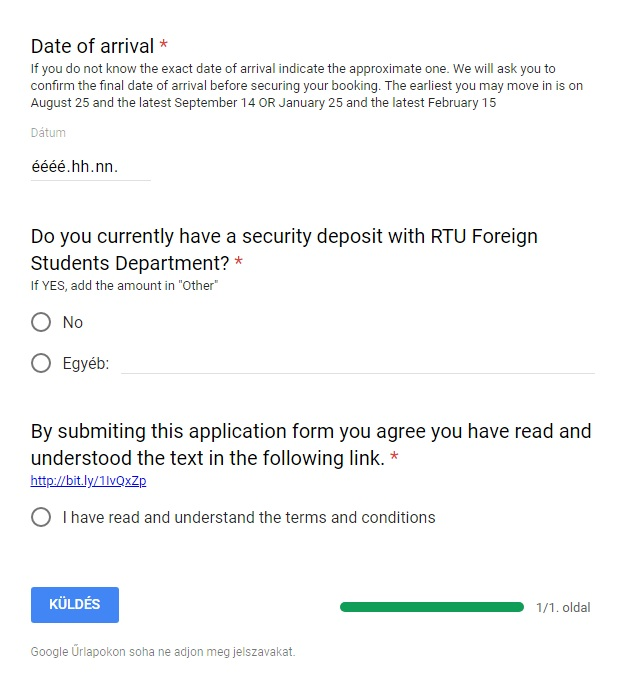 Date of arrival *
If you do not know the exact date of arrival indicate the approximate one. We will ask you to
confirm the final date of arrival before securing your booking. The earliest you may move in is on
August 25 and the latest September 14 OR January 25 and the latest February 15
Dátum
éééé.hh.nn.
Do you currently have a security deposit with RTU Foreign
Students Department? *
If YES, add the amount in "Other"
No
Egyéb:
By submiting this application form you agree you have read and
understood the text in the following link. *
http://bit.ly/1IvQxZp
I have read and understand the terms and conditions
KÜLDÉS
1/1. oldal
Google Űrlapokon soha ne adjon meg jelszavakat.